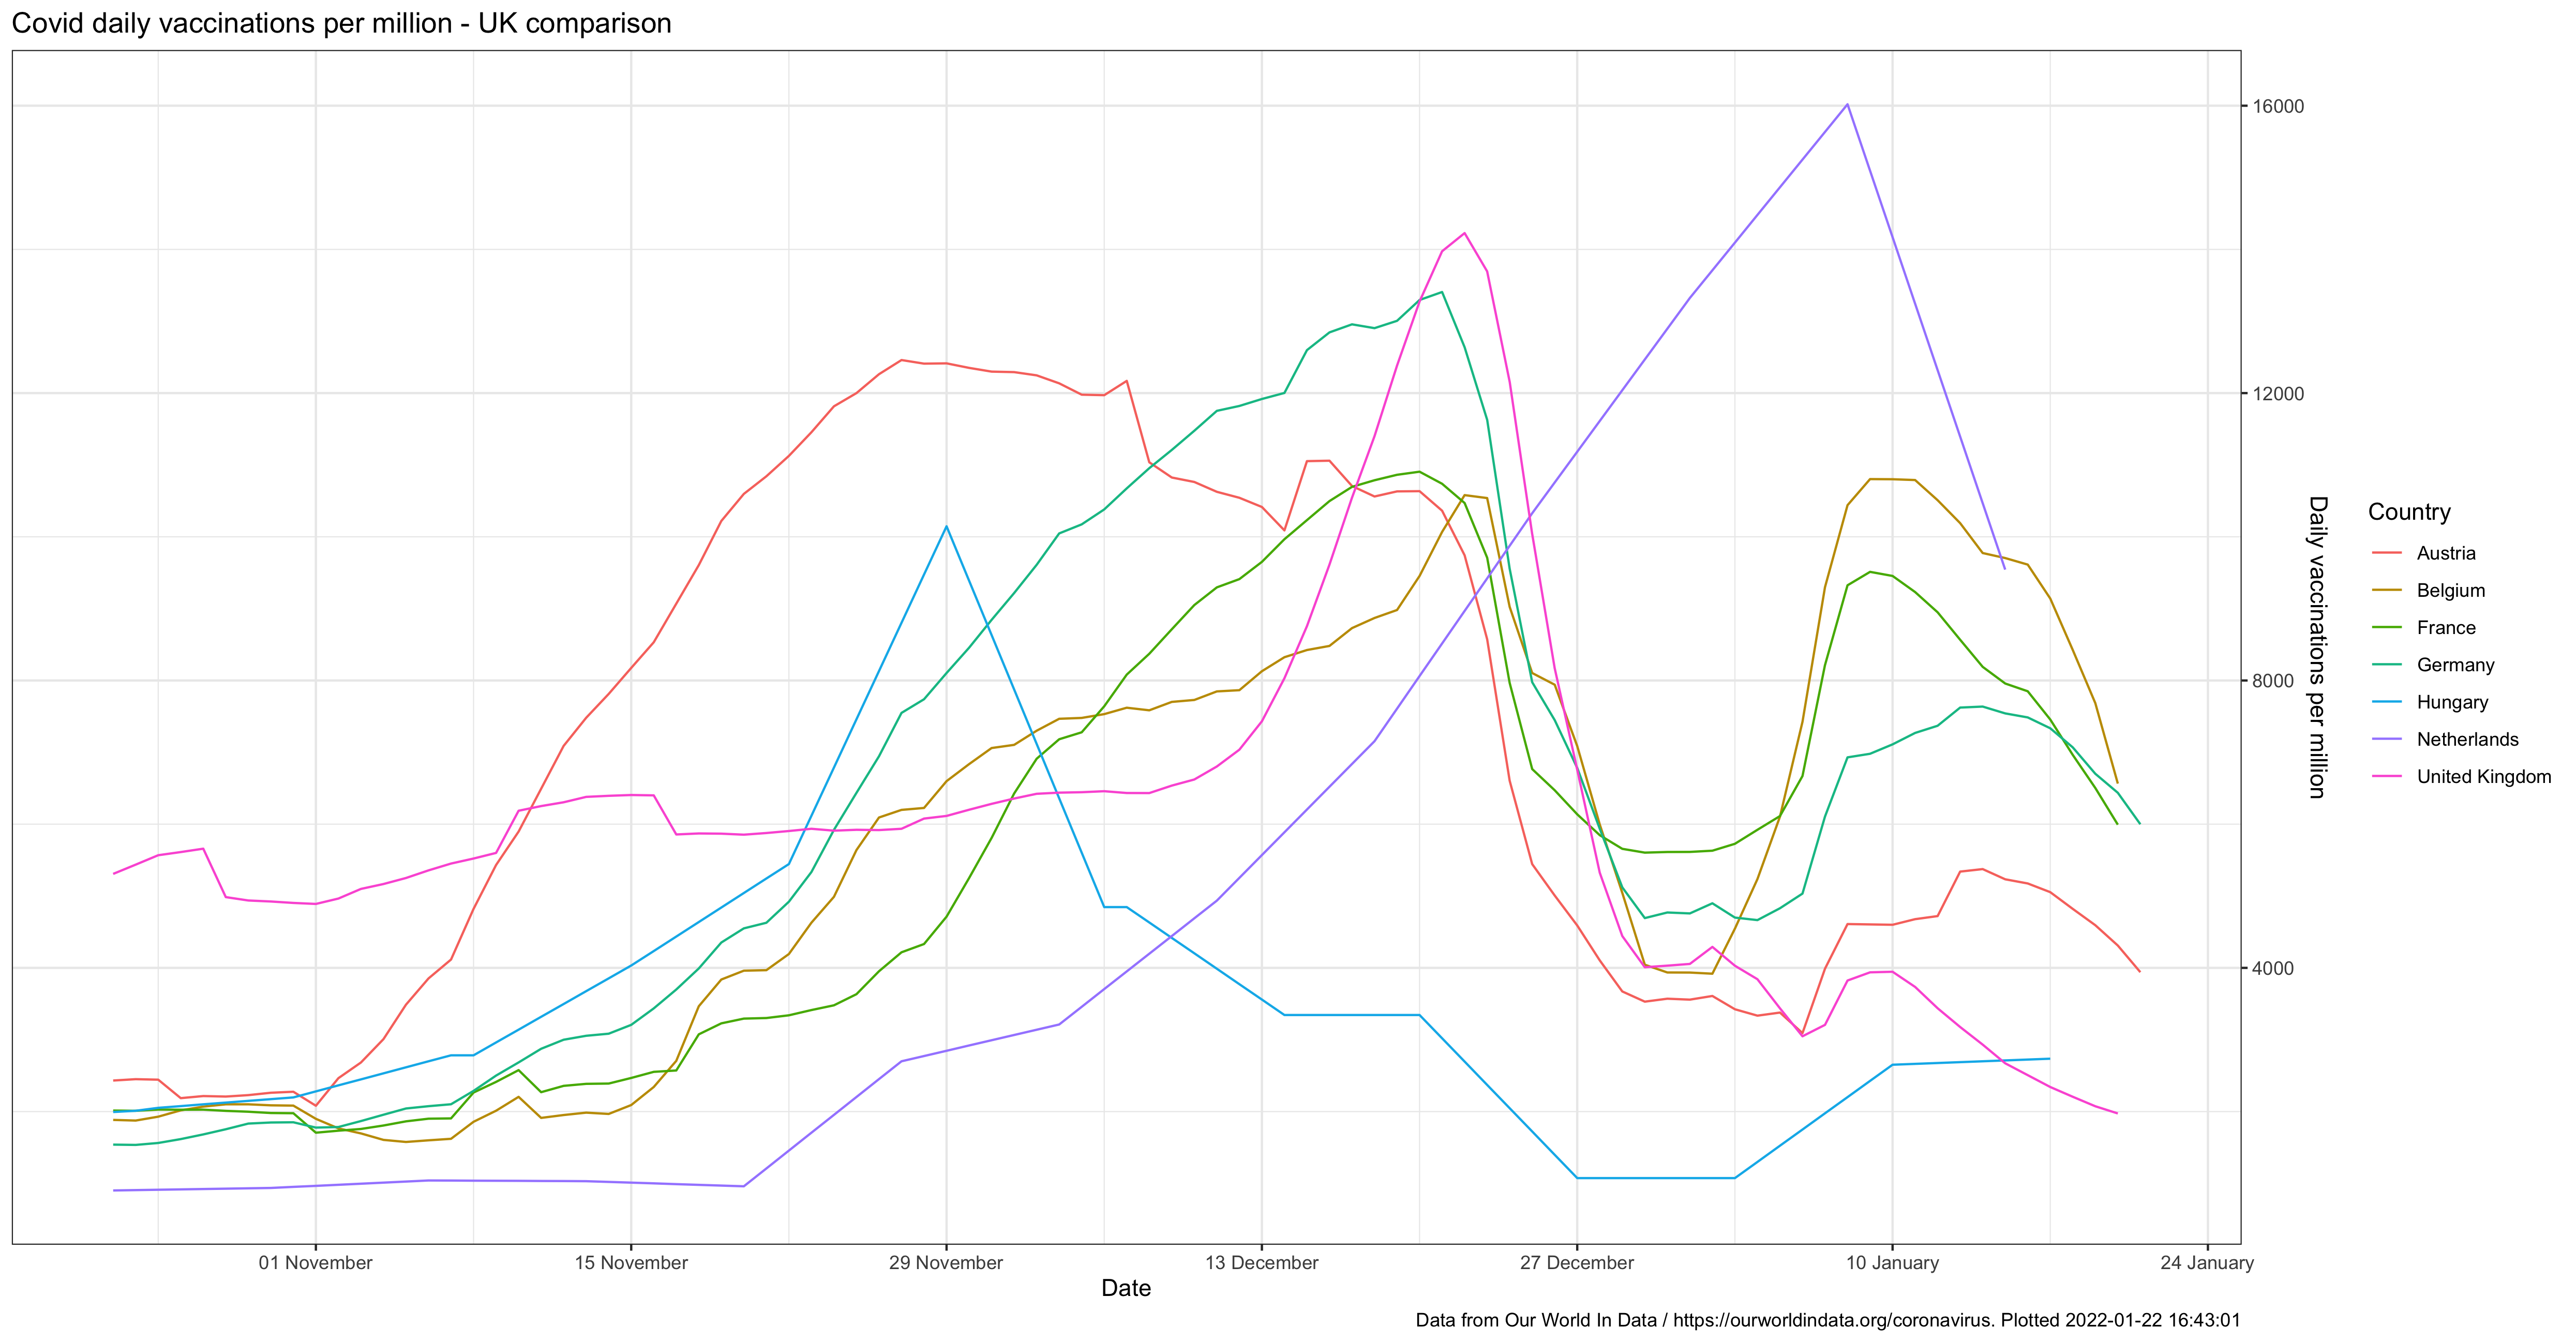 Covid daily vaccinations per million - UK comparison
16000
12000
8000
4000
Daily vaccinations per million
Country
Austria
Belgium
France
Germany
Hungary
Netherlands
United Kingdom
01 November
15 November
29 November
13 December
27 December
10 January
24 January
Date
Data from Our World In Data / https://ourworldindata.org/coronavirus. Plotted 2022-01-22 16:43:01